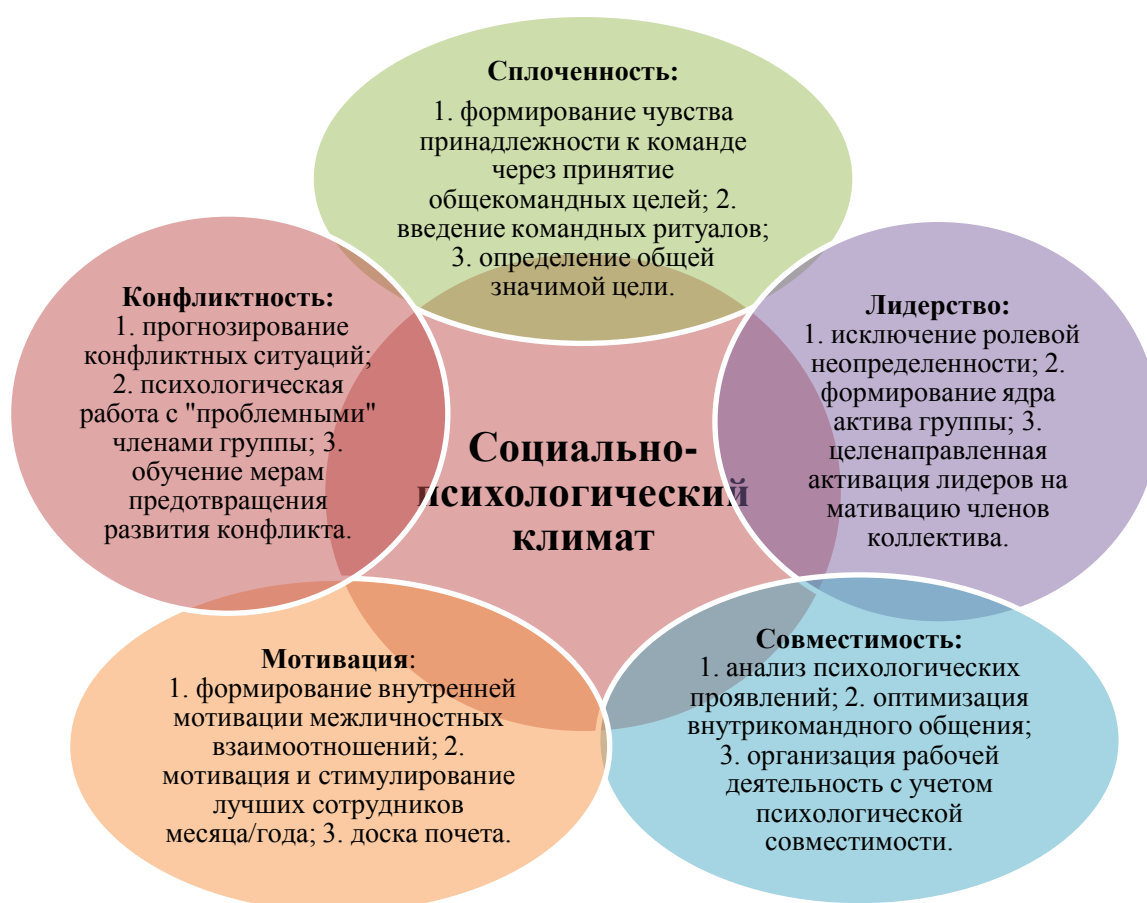 Сплоченность:
1. формирование чувства
принадлежности к команде
через принятие
общекомандных целей; 2.
введение командных ритуалов;
3. определение общей
значимой цели.
Конфликтность:
1. прогнозирование
конфликтных ситуаций;
2. психологическая
работа с "проблемными"
членами группы; 3.
обучение мерам
предотвращения
развития конфликта.
Лидерство:
1. исключение ролевой
неопределенности; 2.
формирование ядра
актива группы; 3.
целенаправленная
активация лидеров на
мативацию членов
коллектива.
Социально-
психологический
климат
Мотивация:
1. формирование внутренней
мотивации межличностных
взаимоотношений; 2.
мотивация и стимулирование
лучших сотрудников
месяца/года; 3. доска почета.
Совместимость:
1. анализ психологических
проявлений; 2. оптимизация
внутрикомандного общения;
3. организация рабочей
деятельность с учетом
психологической
совместимости.